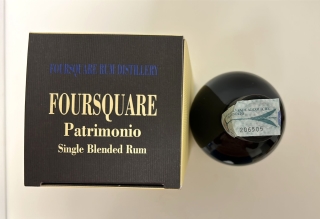 FOURSQUARE RUM DISTILLERY
FOURSQUARE
Patrimonio
Single Blended Rum
206505